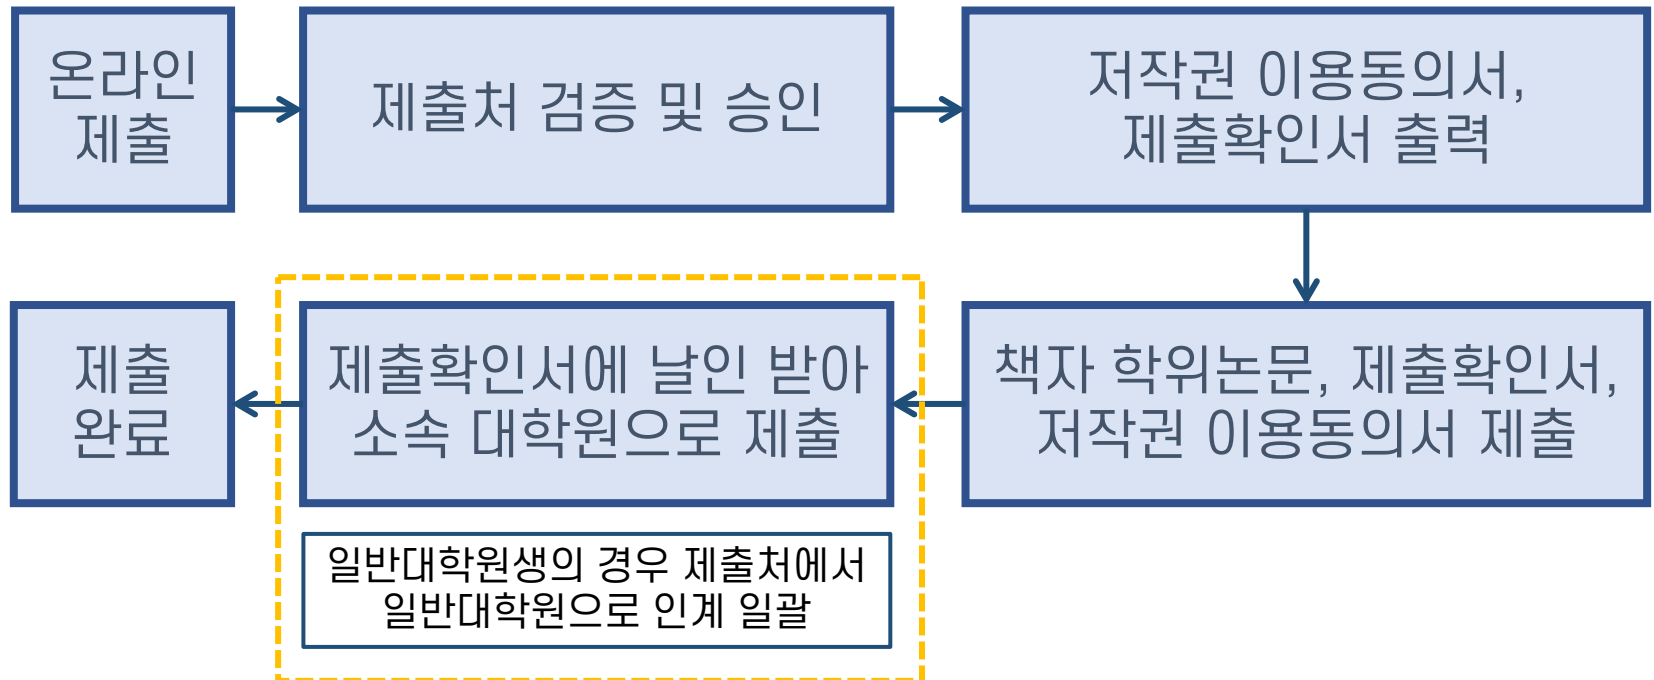 온라인
제출
제출처 검증 및 승인
저작권 이용동의서,
제출확인서 출력
책자 학위논문, 제출확인서,
저작권 이용동의서 제출
제출확인서에 날인 받아
소속 대학원으로 제출
일반대학원생의 경우 제출처에서
일반대학원으로 인계 일괄
제출
완료